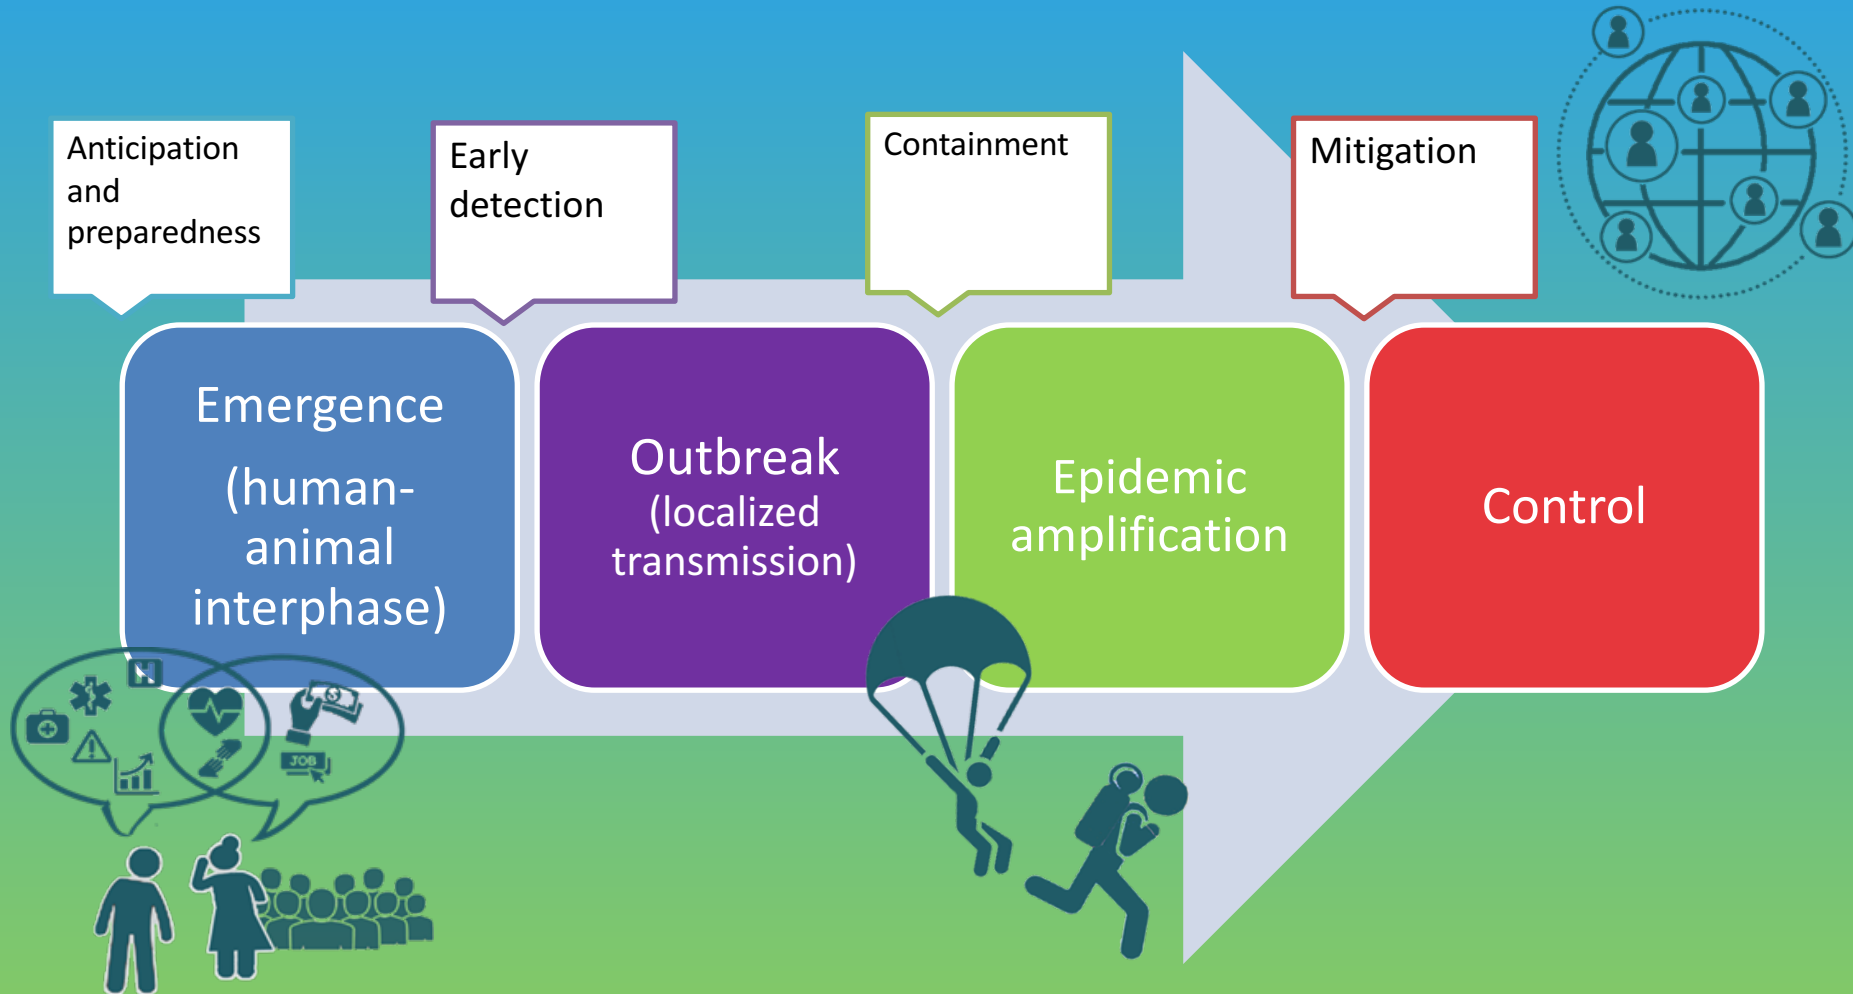 Anticipation
and
preparedness
Early
detection
Containment
Mitigation
Emergence
(human-
animal
interphase)
Outbreak
(localized
transmission)
Epidemic
amplification
Control
H
$
JOB